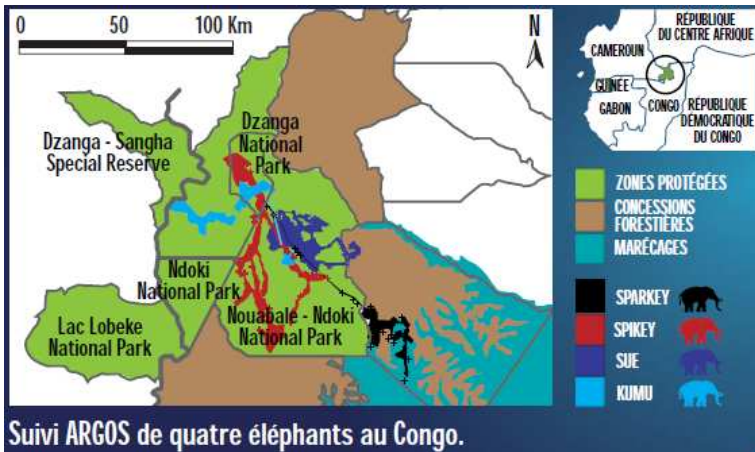 0 50 100 Km
N
Dzanga - Sangha
Special Reserve
Dzanga
National
Park
Ndoki
National Park
Lac Lobeke
National Park
Nouabale - Ndoki
National Park
RÉPUBLIQUE
DU CENTRE AFRIQUE
CAMEROUN
GUINÉE
GABON
CONGO
RÉPUBLIQUE
DÉMOCRATIQUE
DU CONGO
ZONES PROTÉGÉES
CONCESSIONS
FORESTIÈRES
MARÉCAGES
SPARKEY
SPIKEY
SUE
KUMU
Suivi ARGOS de quatre éléphants au Congo.